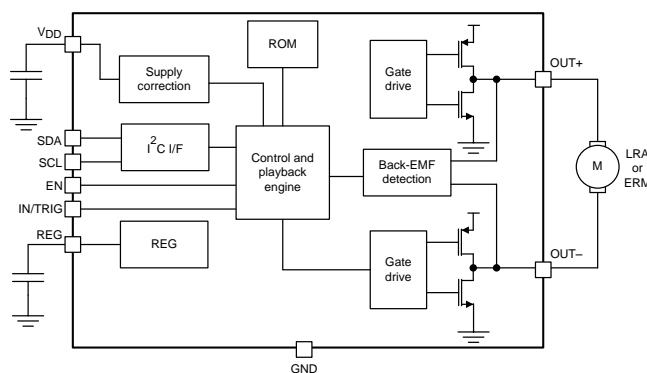 VDD
ROM
Supply
correction
Gate
drive
OUT+
SDA
SCL
I2C I/F
EN
IN/TRIG
Control and
playback
engine
Back-EMF
detection
M
LRA
or
ERM
REG
REG
Gate
drive
OUT–
GND